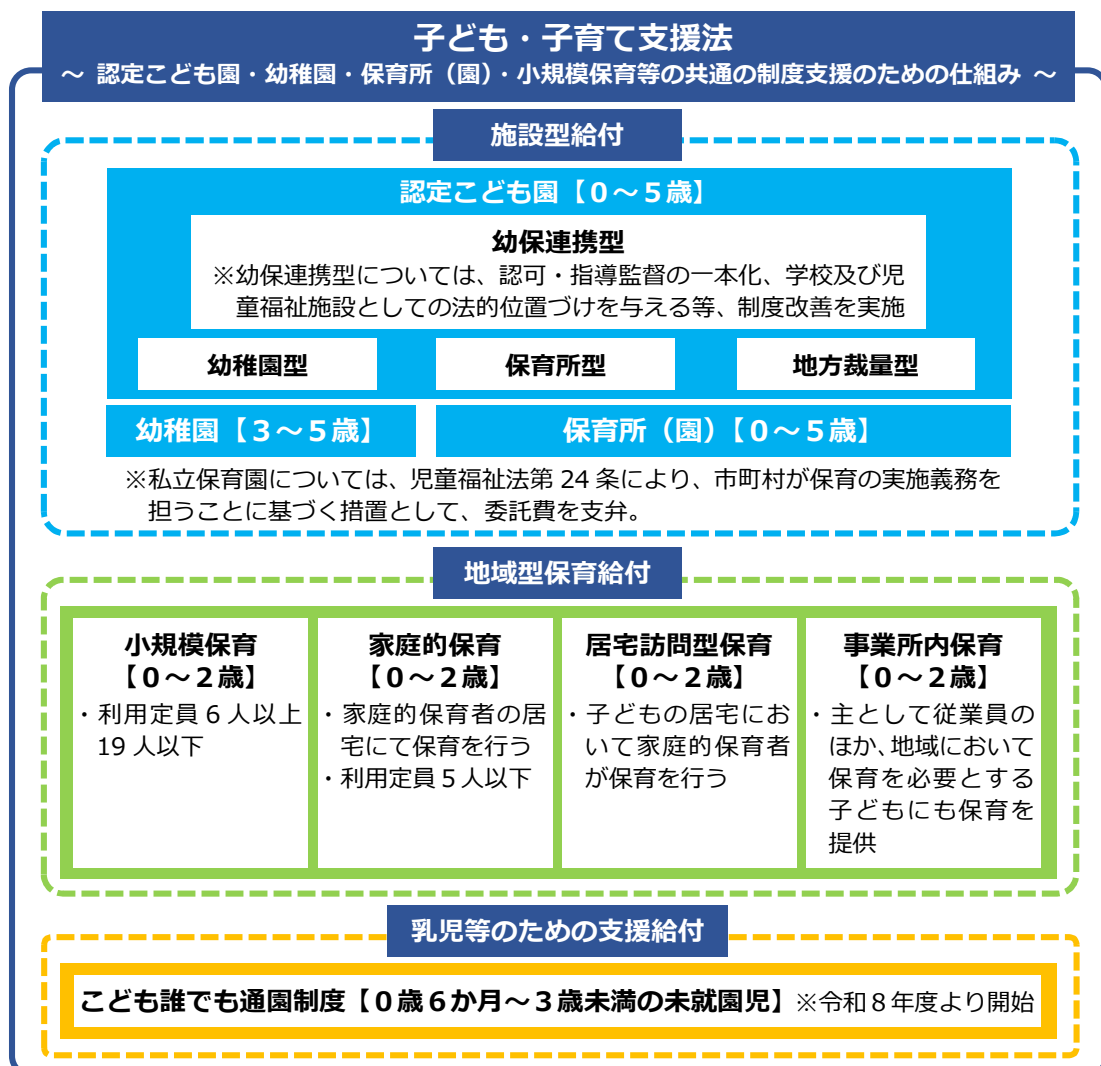 子ども・子育て支援法
～ 認定こども園・幼稚園・保育所（園）・小規模保育等の共通の制度支援のための仕組み ～
施設型給付
認定こども園【０～５歳】
幼保連携型
※幼保連携型については、認可・指導監督の一本化、学校及び児
童福祉施設としての法的位置づけを与える等、制度改善を実施
幼稚園型
保育所型
地方裁量型
幼稚園【３～５歳】
保育所（園）【０～５歳】
※私立保育園については、児童福祉法第 24 条により、市町村が保育の実施義務を
担うことに基づく措置として、委託費を支弁。
地域型保育給付
小規模保育
【０～２歳】
・利用定員６人以上
19 人以下
家庭的保育
【０～２歳】
・家庭的保育者の居
宅にて保育を行う
・利用定員５人以下
居宅訪問型保育
【０～２歳】
・子どもの居宅にお
いて家庭的保育者
が保育を行う
事業所内保育
【０～２歳】
・主として従業員の
ほか、地域において
保育を必要とする
子どもにも保育を
提供
乳児等のための支援給付
こども誰でも通園制度【０歳６か月～３歳未満の未就園児】※令和８年度より開始